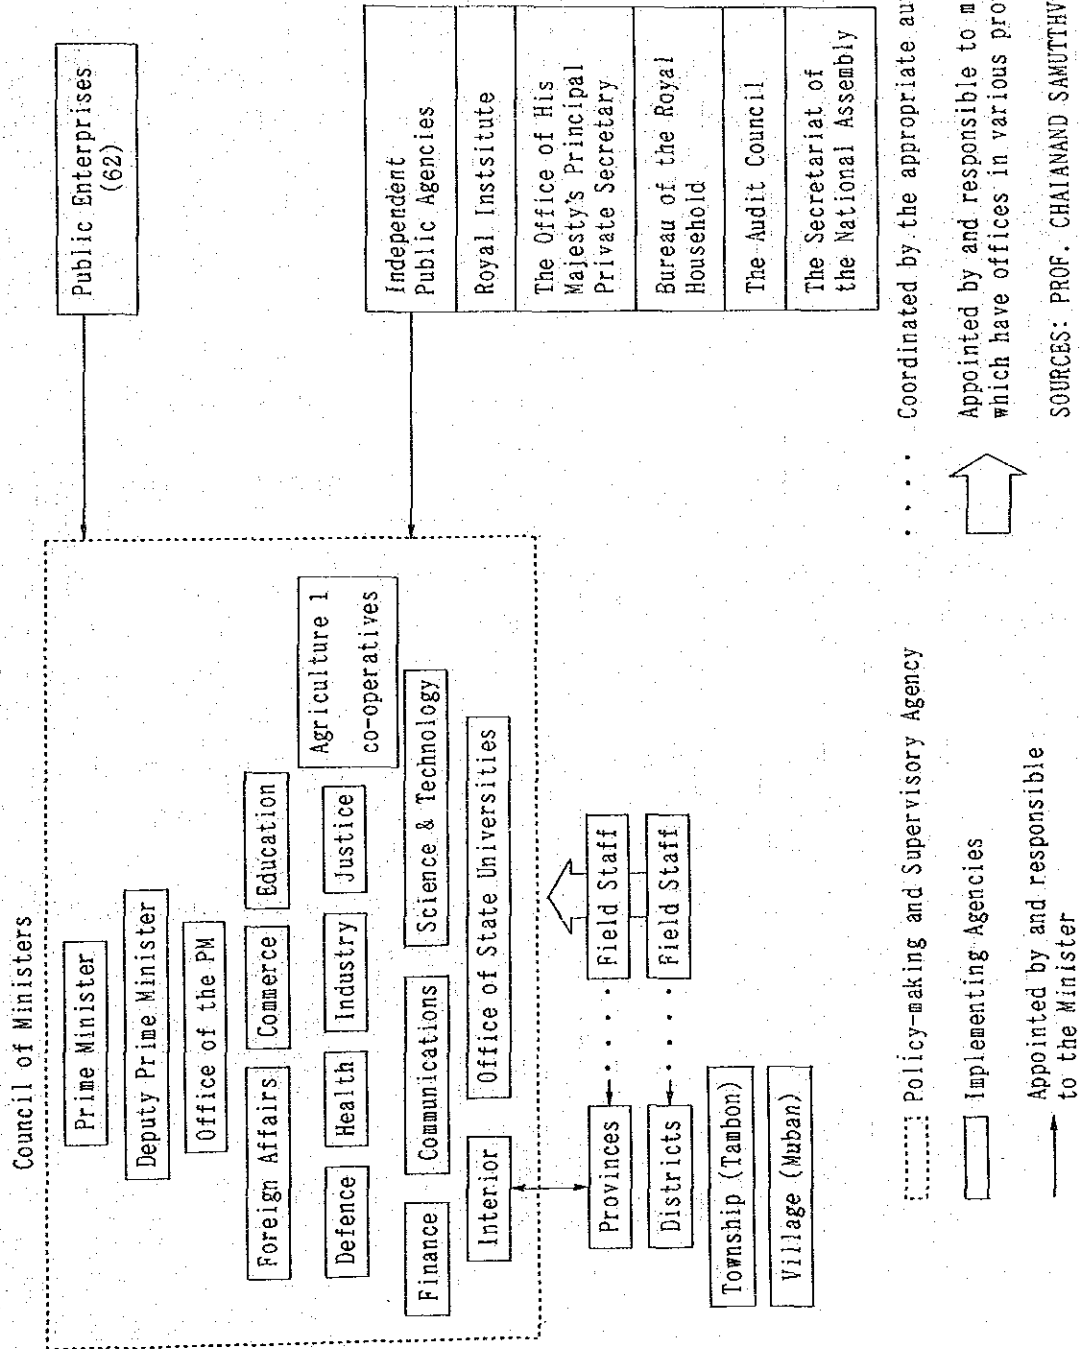 Council of Ministers
Prime Minister
Deputy Prime Minister
Office of the PM
Foreign Affairs
Commerce
Education
Defence
Health
Industry
Justice
Agriculture 1
co-operatives
Finance
Communications
Science & Technology
Interior
Office of State Universities
Public Enterprises
(62)
Independent
Public Agencies
Royal Instsitute
The Office of His
Majesty's Principal
Private Secretary
Bureau of the Royal
Household
The Audit Council
The Secretariat of
the National Assembly
Provinces
Field Staff
Districts
Field Staff
Township (Tambon)
Village (Muban)
Policy-making and Supervisory Agency
Implementing Agencies
Appointed by and responsible
to the Minister
Coordinated by the appropriate au
Appointed by and responsible to m
which have offices in various pro
SOURCES: PROF. CHAIANAND SAMUTTHV